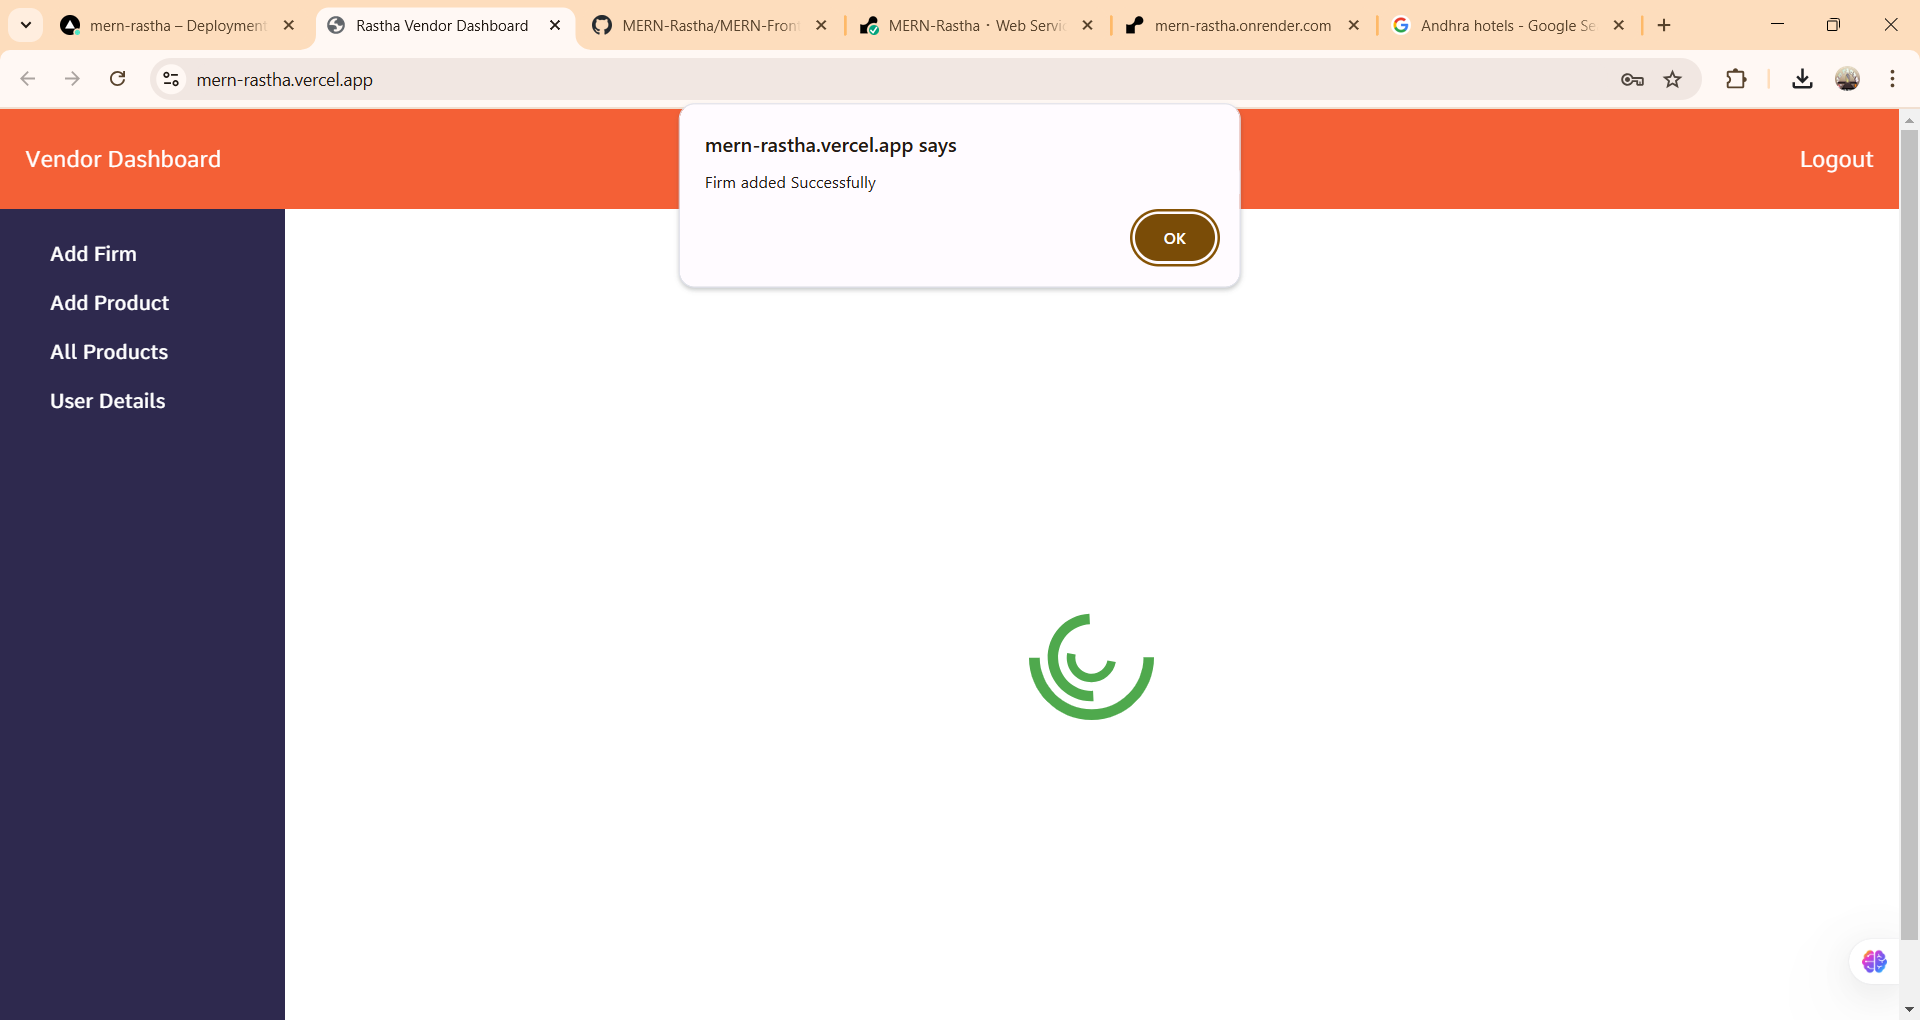 mern-rastha – Deployment
Rastha Vendor Dashboard
MERN-Rastha/MERN-Front
MERN-Rastha · Web Servic
mern-rastha.onrender.com
Andhra hotels - Google Se
mern-rastha.vercel.app
Vendor Dashboard
Logout
mern-rastha.vercel.app says
Firm added Successfully
OK
Add Firm
Add Product
All Products
User Details